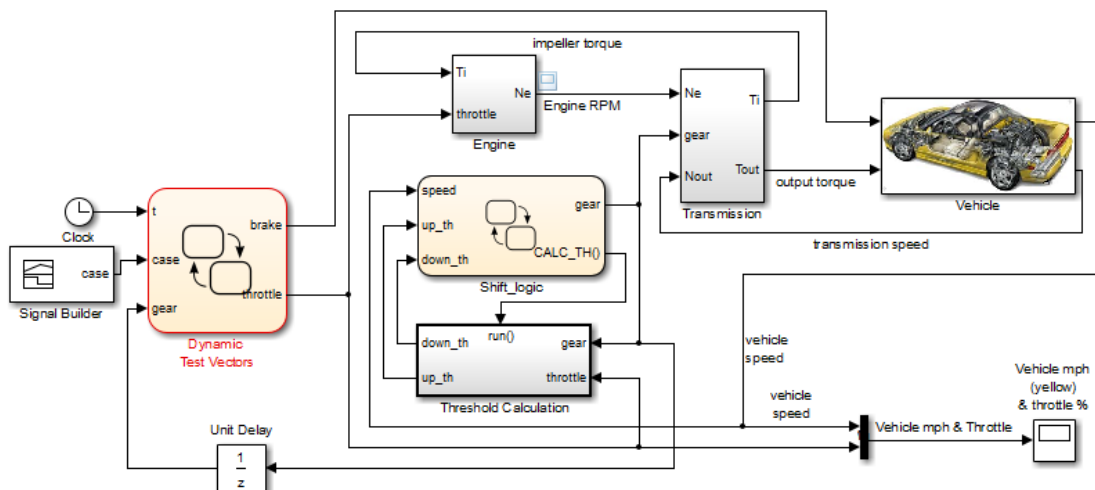 impeller torque
Ti
throttle
Ne
Engine
Engine RPM
Ne
gear
Nout
Ti
Tout
Transmission
output torque
Vehicle
transmission speed
t
Clock
case
Signal Builder
case
gear
brake
throttle
Dynamic
Test Vectors
speed
up_th
down_th
gear
CALC_TH()
Shift_logic
run()
down_th
up_th
gear
throttle
Threshold Calculation
vehicle
speed
vehicle
speed
Vehicle mph & Throttle
Vehicle mph
(yellow)
& throttle %
Unit Delay
1
z